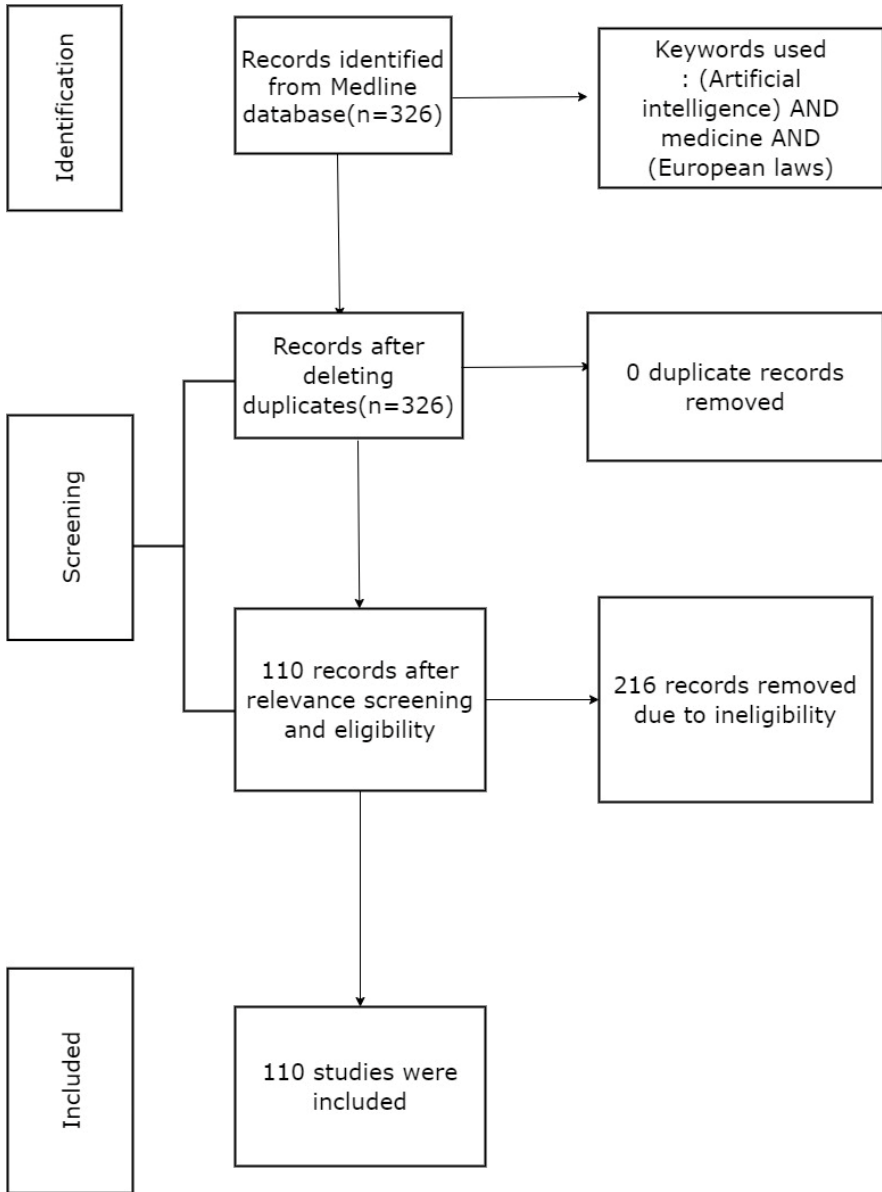 Identification
Records identified
from Medline
database(n=326)
Keywords used
: (Artificial
intelligence) AND
medicine AND
(European laws)
Screening
Records after
deleting
duplicates(n=326)
0 duplicate records
removed
110 records after
relevance screening
and eligibility
216 records removed
due to ineligibility
Included
110 studies were
included